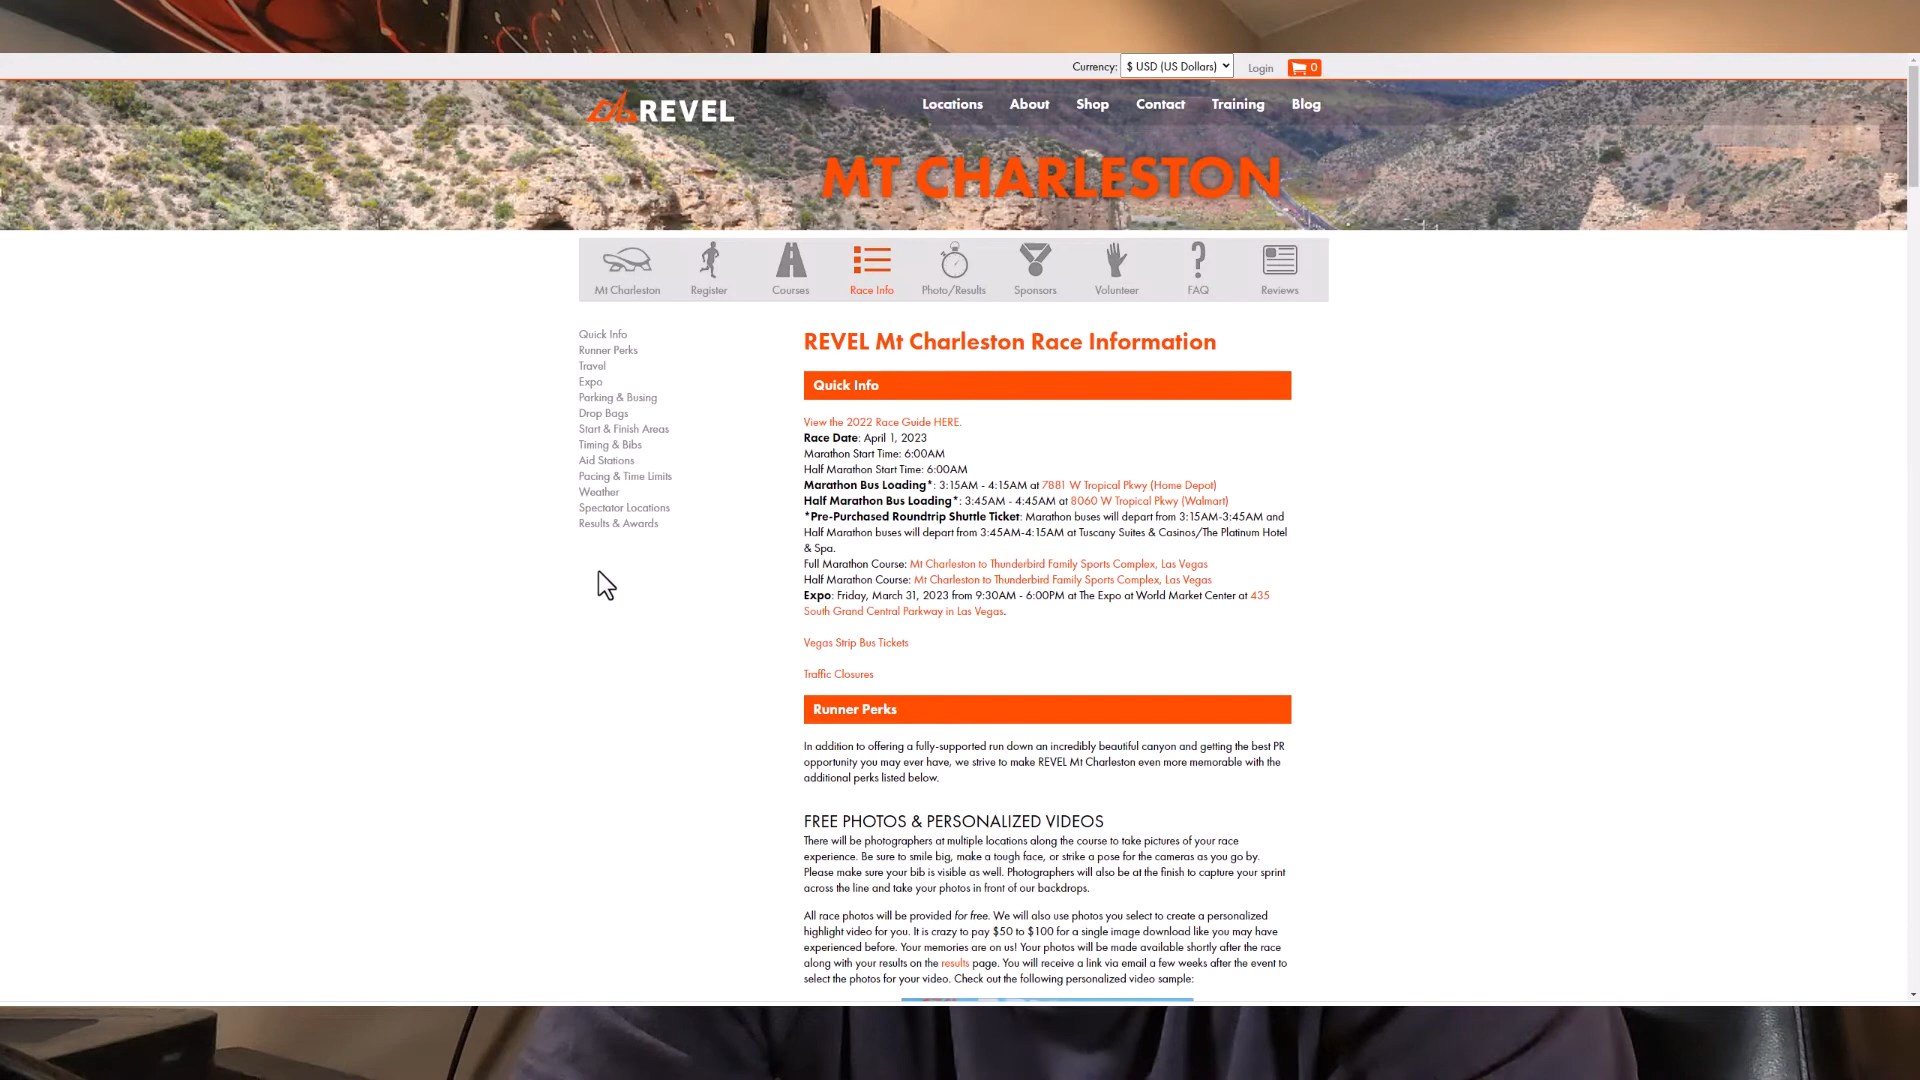 Currency: $ USD (US Dollars) Login 0
REVEL
Locations About Shop Contact Training Blog
MT CHARLESTON
Mt Charleston Register Courses Race Info Photo/Results Sponsors Volunteer FAQ Reviews
Quick Info
Runner Perks
Travel
Expo
Parking & Busing
Drop Bags
Start & Finish Areas
Timing & Bibs
Aid Stations
Pacing & Time Limits
Weather
Spectator Locations
Results & Awards
REVEL Mt Charleston Race Information
Quick Info
View the 2022 Race Guide HERE.
Race Date: April 1, 2023
Marathon Start Time: 6:00AM
Half Marathon Start Time: 6:00AM
Marathon Bus Loading*: 3:15AM - 4:15AM at 7881 W Tropical Pkwy (Home Depot)
Half Marathon Bus Loading*: 3:45AM - 4:45AM at 8060 W Tropical Pkwy (Walmart)
*Pre-Purchased Roundtrip Shuttle Ticket: Marathon buses will depart from 3:15AM-3:45AM and
Half Marathon buses will depart from 3:45AM-4:15AM at Tuscany Suites & Casinos/The Platinum Hotel
& Spa.
Full Marathon Course: Mt Charleston to Thunderbird Family Sports Complex, Las Vegas
Half Marathon Course: Mt Charleston to Thunderbird Family Sports Complex, Las Vegas
Expo: Friday, March 31, 2023 from 9:30AM - 6:00PM at The Expo at World Market Center at 435
South Grand Central Parkway in Las Vegas.
Vegas Strip Bus Tickets
Traffic Closures
Runner Perks
In addition to offering a fully-supported run down an incredibly beautiful canyon and getting the best PR
opportunity you may ever have, we strive to make REVEL Mt Charleston even more memorable with the
additional perks listed below.
FREE PHOTOS & PERSONALIZED VIDEOS
There will be photographers at multiple locations along the course to take pictures of your race
experience. Be sure to smile big, make a tough face, or strike a pose for the cameras as you go by.
Please make sure your bib is visible as well. Photographers will also be at the finish to capture your sprint
across the line and take your photos in front of our backdrops.
All race photos will be provided for free. We will also use photos you select to create a personalized
highlight video for you. It is crazy to pay $50 to $100 for a single image download like you may have
experienced before. Your memories are on us! Your photos will be made available shortly after the race
along with your results on the results page. You will receive a link via email a few weeks after the event to
select the photos for your video. Check out the following personalized video sample: